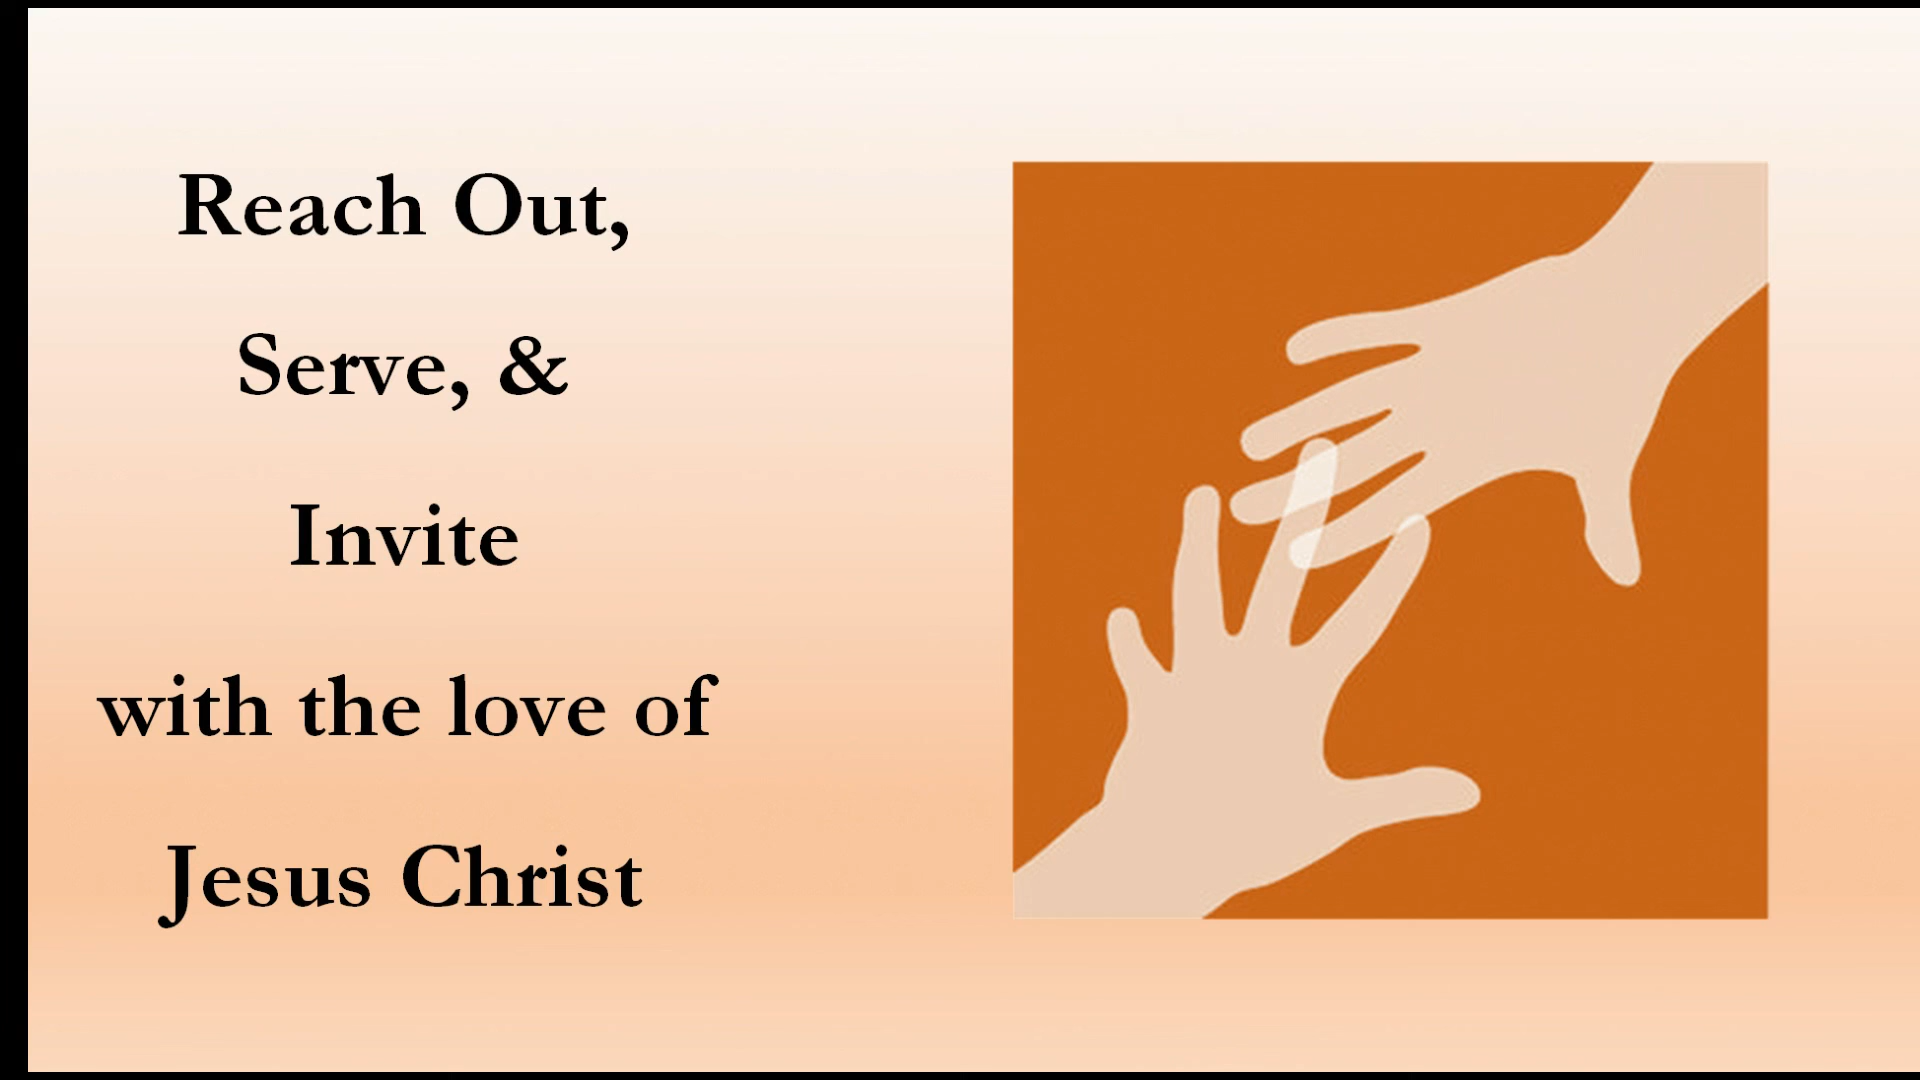 Reach Out,
Serve, &
Invite
with the love of
Jesus Christ